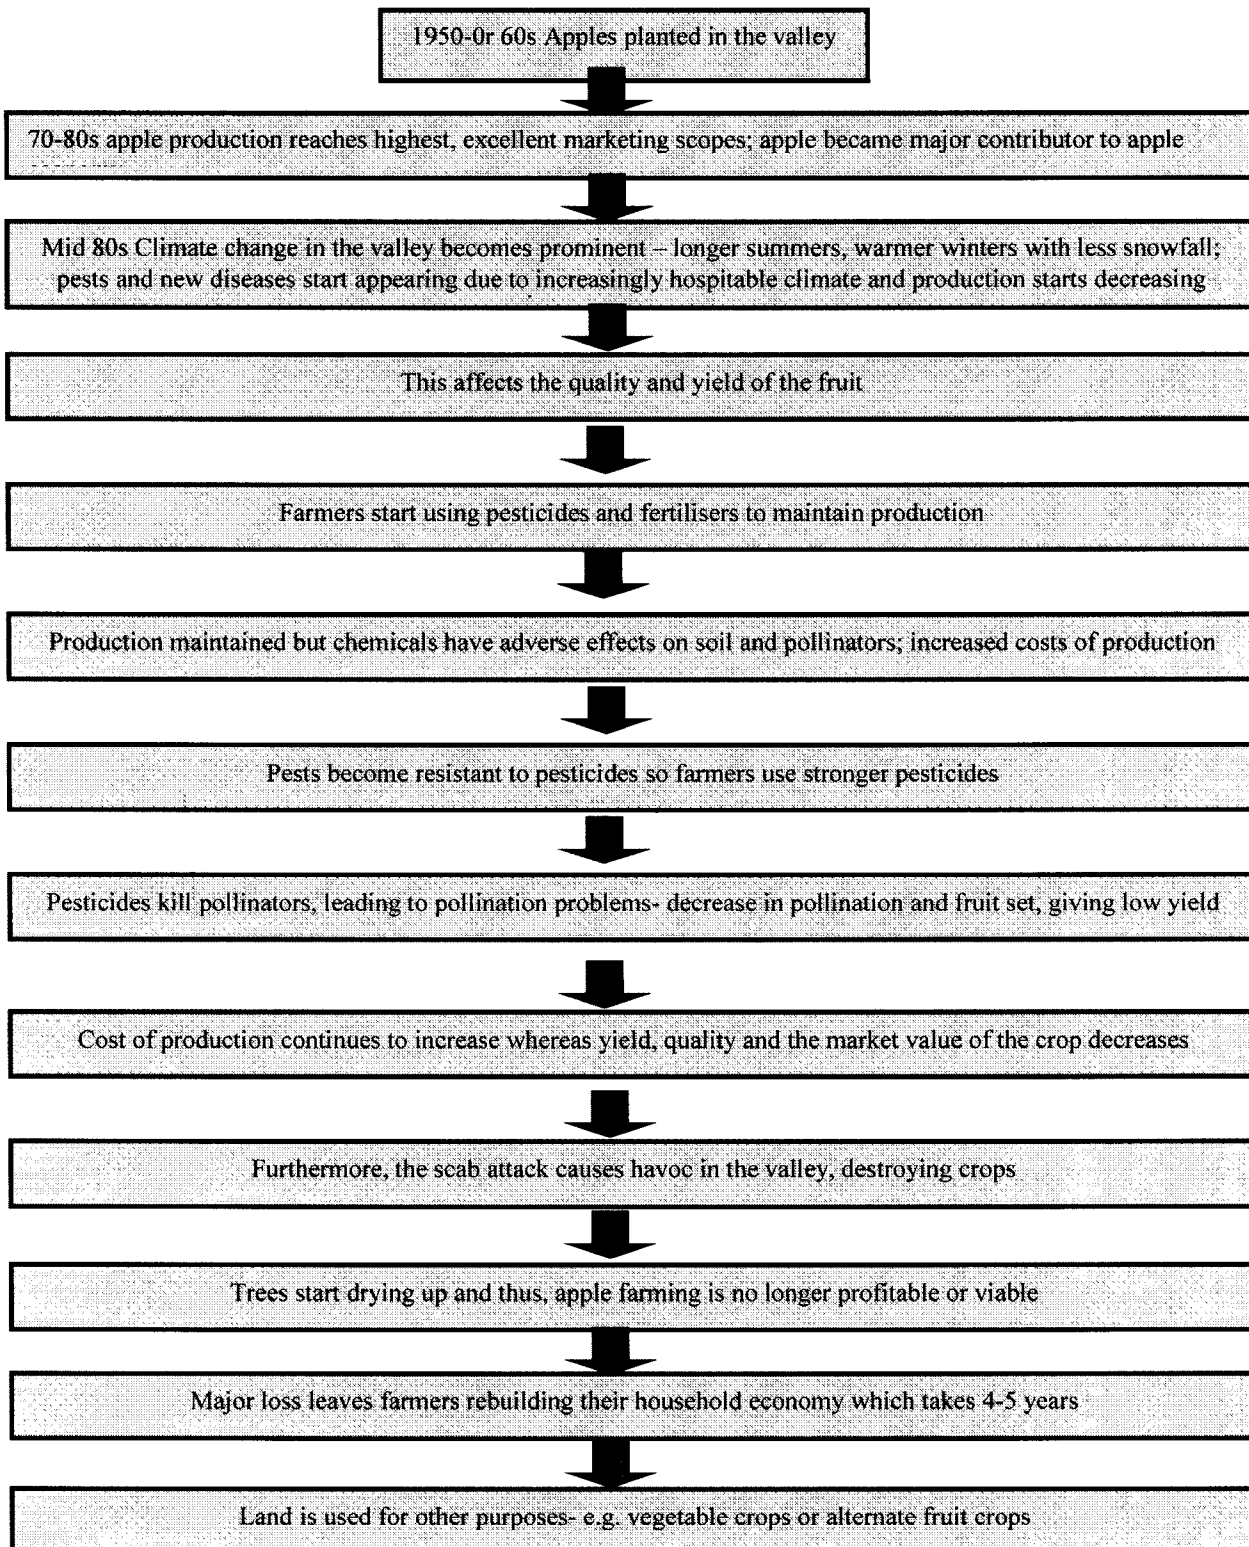 1950-0r 60s Apples planted in the valley
70-80s apple production reaches highest, excellent marketing scopes; apple became major contributor to apple
Mid 80s Climate change in the valley becomes prominent – longer summers, warmer winters with less snowfall;
pests and new diseases start appearing due to increasingly hospitable climate and production starts decreasing
This affects the quality and yield of the fruit
Farmers start using pesticides and fertilisers to maintain production
Production maintained but chemicals have adverse effects on soil and pollinators; increased costs of production
Pests become resistant to pesticides so farmers use stronger pesticides
Pesticides kill pollinators, leading to pollination problems- decrease in pollination and fruit set, giving low yield
Cost of production continues to increase whereas yield, quality and the market value of the crop decreases
Furthermore, the scab attack causes havoc in the valley, destroying crops
Trees start drying up and thus, apple farming is no longer profitable or viable
Major loss leaves farmers rebuilding their household economy which takes 4-5 years
Land is used for other purposes- e.g. vegetable crops or alternate fruit crops